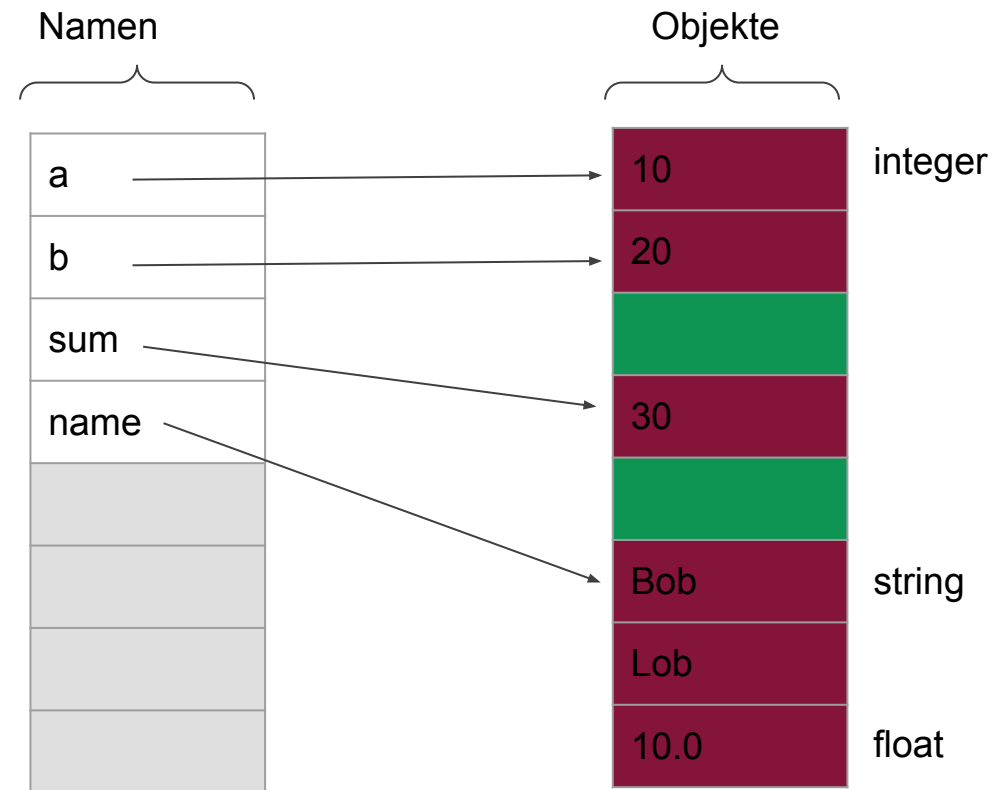 Namen
Objekte
a
b
sum
name
10
20
30
Bob
Lob
10.0
integer
string
float